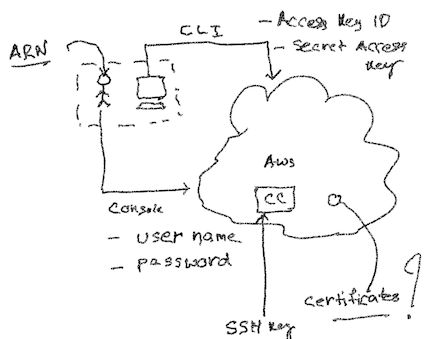 ARN
CLI
- Access Key ID
- Secret Access
Key
AWS
CC
Console
- user name
- password
SSH Key
Certificates ?